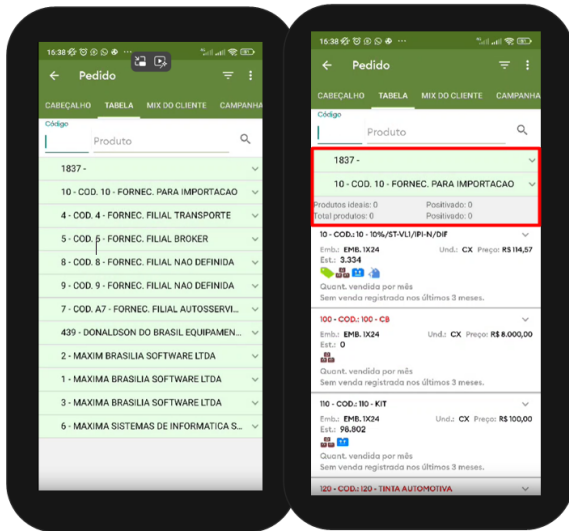 16:38
Pedido
CABEÇALHO TABELA MIX DO CLIENTE CAMPANHA
Código
Produto
1837 -
10 - COD. 10 - FORNEC. PARA IMPORTACAO
4 - COD. 4 - FORNEC. FILIAL TRANSPORTE
5 - COD. 5 - FORNEC. FILIAL BROKER
8 - COD. 8 - FORNEC. FILIAL NAO DEFINIDA
9 - COD. 9 - FORNEC. FILIAL NAO DEFINIDA
7 - COD. A7 - FORNEC. FILIAL AUTOSSERVI...
439 - DONALDSON DO BRASIL EQUIPAMEN...
2 - MAXIM BRASILIA SOFTWARE LTDA
1 - MAXIMA BRASILIA SOFTWARE LTDA
3 - MAXIMA BRASILIA SOFTWARE LTDA
6 - MAXIMA SISTEMAS DE INFORMATICA S...
16:38
Pedido
CABEÇALHO TABELA MIX DO CLIENTE CAMPANHA
Código
Produto
1837 -
10 - COD. 10 - FORNEC. PARA IMPORTACAO
Produtos ideais: 0 Positivado: 0
Total produtos: 0 Positivado: 0
10 - COD.: 10 - 10%/ST-VL1/IPI-N/DIF
Emb.: EMB. 1X24 Und.: CX Preço: R$ 114,57
Est.: 3.334
Quant. vendida por mês
Sem venda registrada nos últimos 3 meses.
100 - COD.: 100 - CB
Emb.: EMB. 1X24 Und.: CX Preço: R$ 8.000,00
Est.: 0
Quant. vendida por mês
Sem venda registrada nos últimos 3 meses.
110 - COD.: 110 - KIT
Emb.: EMB. 1X24 Und.: CX Preço: R$ 100,00
Est.: 98.802
Quant. vendida por mês
Sem venda registrada nos últimos 3 meses.
120 - COD.: 120 - TINTA AUTOMOTIVA